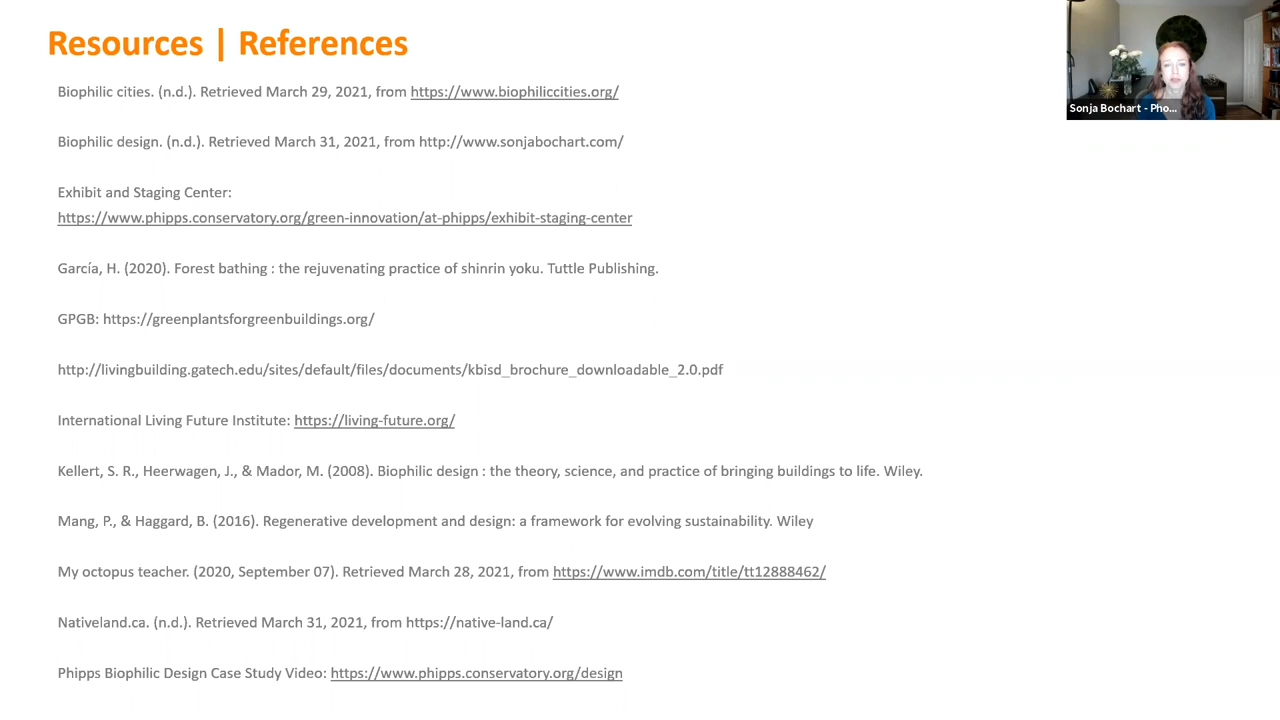 Resources | References
Sonja Bochart - Pho...
Biophilic cities. (n.d.). Retrieved March 29, 2021, from https://www.biophiliccities.org/
Biophilic design. (n.d.). Retrieved March 31, 2021, from http://www.sonjabochart.com/
Exhibit and Staging Center:
https://www.phipps.conservatory.org/green-innovation/at-phipps/exhibit-staging-center
García, H. (2020). Forest bathing : the rejuvenating practice of shinrin yoku. Tuttle Publishing.
GPGB: https://greenplantsforgreenbuildings.org/
http://livingbuilding.gatech.edu/sites/default/files/documents/kbisd_brochure_downloadable_2.0.pdf
International Living Future Institute: https://living-future.org/
Kellert, S. R., Heerwagen, J., & Mador, M. (2008). Biophilic design : the theory, science, and practice of bringing buildings to life. Wiley.
Mang, P., & Haggard, B. (2016). Regenerative development and design: a framework for evolving sustainability. Wiley
My octopus teacher. (2020, September 07). Retrieved March 28, 2021, from https://www.imdb.com/title/tt12888462/
Nativeland.ca. (n.d.). Retrieved March 31, 2021, from https://native-land.ca/
Phipps Biophilic Design Case Study Video: https://www.phipps.conservatory.org/design